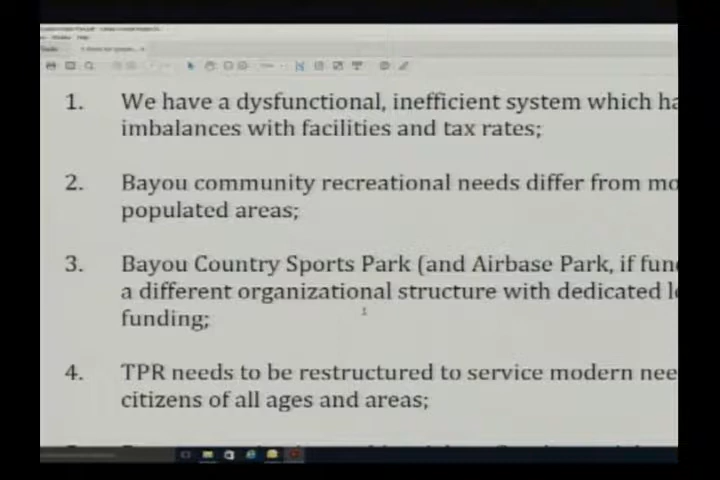 1. We have a dysfunctional, inefficient system which ha
imbalances with facilities and tax rates;
2. Bayou community recreational needs differ from mo
populated areas;
3. Bayou Country Sports Park (and Airbase Park, if fun
a different organizational structure with dedicated l
funding;
4. TPR needs to be restructured to service modern nee
citizens of all ages and areas;